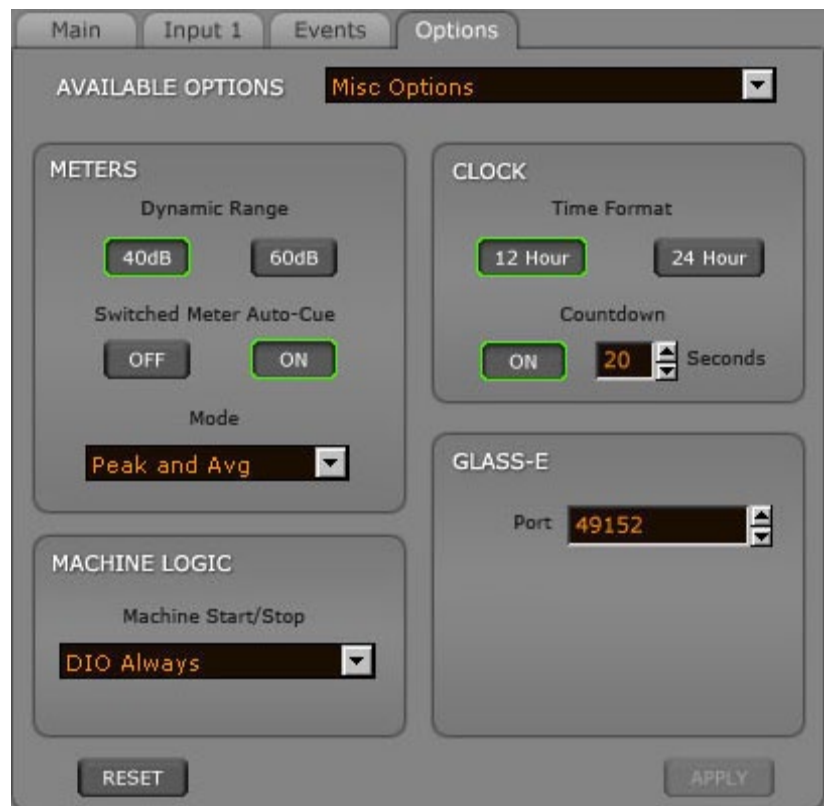 Main Input 1 Events Options
AVAILABLE OPTIONS Misc Options
METERS
Dynamic Range
40dB 60dB
Switched Meter Auto-Cue
OFF ON
Mode
Peak and Avg
MACHINE LOGIC
Machine Start/Stop
DIO Always
CLOCK
Time Format
12 Hour 24 Hour
Countdown
ON 20 Seconds
GLASS-E
Port 49152
RESET APPLY